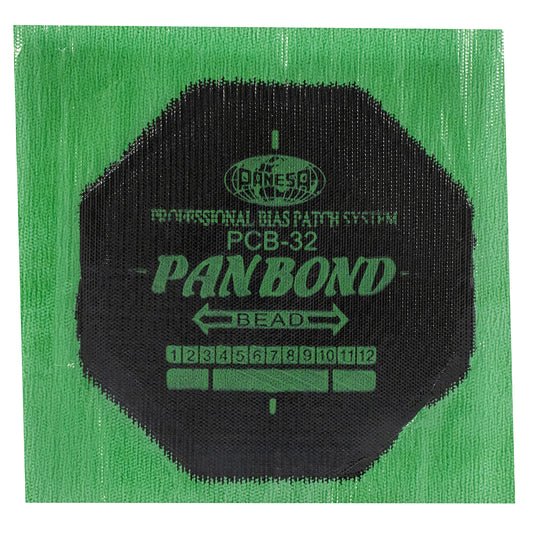 PANESA
PROFESSIONAL BIAS PATCH SYSTEM
PCB-32
PAN BOND
BEAD
1 2 3 4 5 6 7 8 9 10 11 12